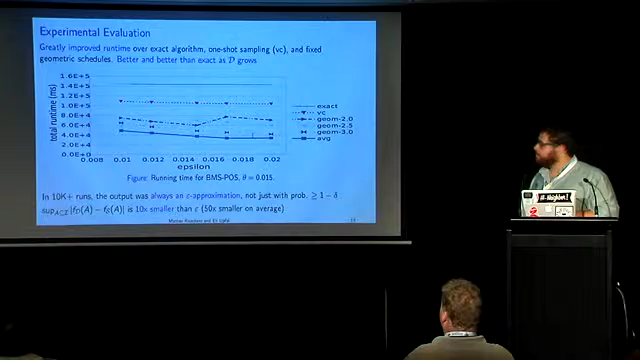 Experimental Evaluation
Greatly improved runtime over exact algorithm, one-shot sampling (vc), and fixed
geometric schedules. Better and better than exact as D grows
total runtime (ms)
1.6E+5
1.4E+5
1.2E+5
1.0E+5
8.0E+4
6.0E+4
4.0E+4
2.0E+4
0.0E+0
0.008 0.01 0.012 0.014 0.016 0.018 0.02
epsilon
exact
vc
geom-2.0
geom-2.5
geom-3.0
avg
Figure: Running time for BMS-POS, θ = 0.015.
In 10K+ runs, the output was always an ε-approximation, not just with prob. ≥ 1 − δ
sup A⊆I |f_D(A) − f_S(A)| is 10x smaller than ε (50x smaller on average)